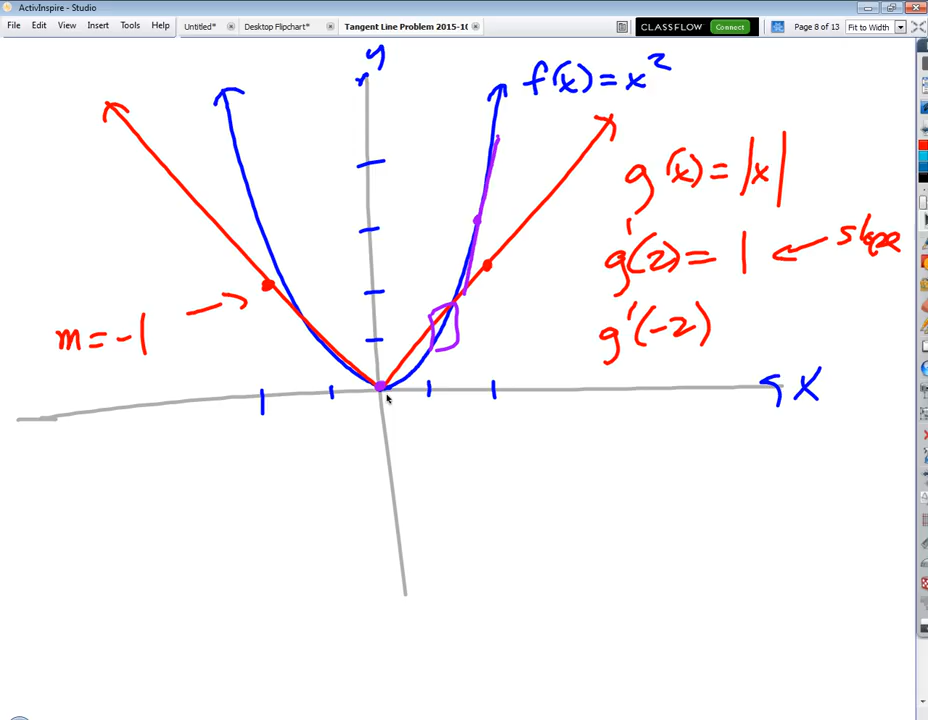 ActivInspire - Studio
File Edit View Insert Tools Help
Untitled* Desktop Flipchart* Tangent Line Problem 2015-10
CLASSFLOW Connect
Page 8 of 13 Fit to Width
y
f(x) = x²
g(x) = |x|
g'(2) = 1 ← slope
m = -1 →
g'(-2)
x